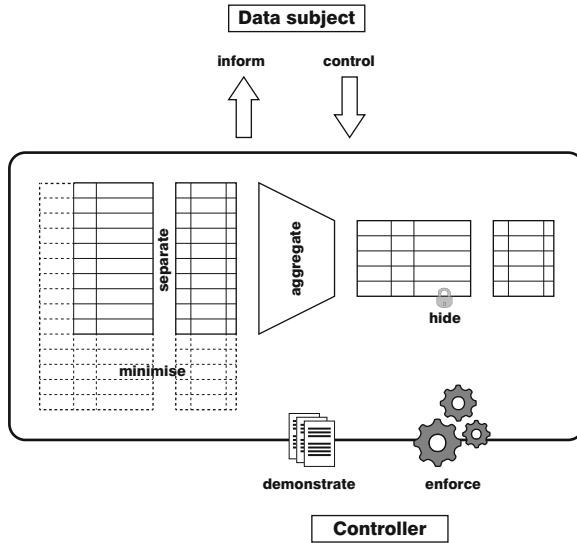 Data subject
inform
control
separate
aggregate
hide
minimise
demonstrate
enforce
Controller